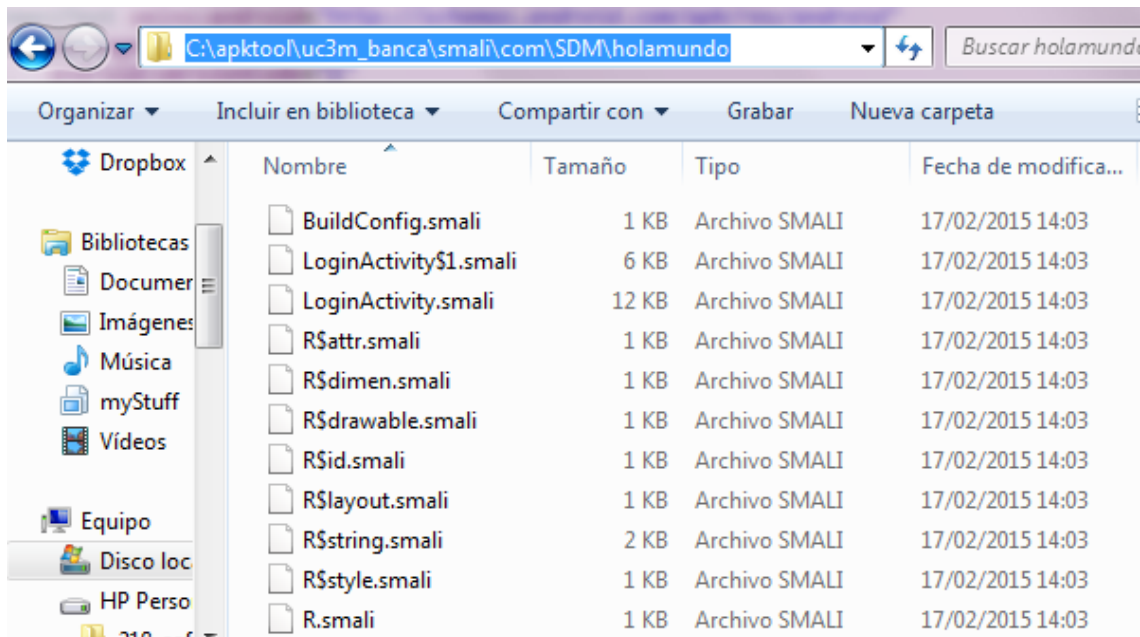 C:\apktool\uc3m_banca\smali\com\SDM\holamundo
Buscar holamundo
Organizar
Incluir en biblioteca
Compartir con
Grabar
Nueva carpeta
Dropbox
Bibliotecas
Documer
Imágenes
Música
myStuff
Vídeos
Equipo
Disco loc
HP Perso
Nombre Tamaño Tipo Fecha de modifica...
BuildConfig.smali 1 KB Archivo SMALI 17/02/2015 14:03
LoginActivity$1.smali 6 KB Archivo SMALI 17/02/2015 14:03
LoginActivity.smali 12 KB Archivo SMALI 17/02/2015 14:03
R$attr.smali 1 KB Archivo SMALI 17/02/2015 14:03
R$dimen.smali 1 KB Archivo SMALI 17/02/2015 14:03
R$drawable.smali 1 KB Archivo SMALI 17/02/2015 14:03
R$id.smali 1 KB Archivo SMALI 17/02/2015 14:03
R$layout.smali 1 KB Archivo SMALI 17/02/2015 14:03
R$string.smali 2 KB Archivo SMALI 17/02/2015 14:03
R$style.smali 1 KB Archivo SMALI 17/02/2015 14:03
R.smali 1 KB Archivo SMALI 17/02/2015 14:03